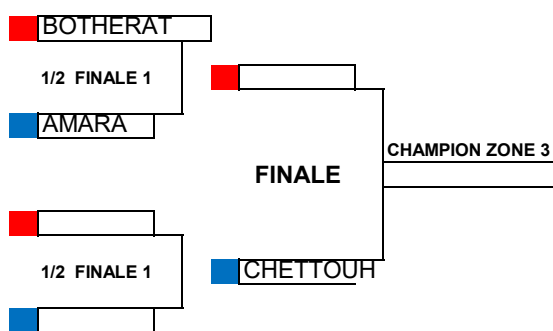 BOTHERAT
1/2 FINALE 1
AMARA
CHAMPION ZONE 3
FINALE
1/2 FINALE 1
CHETTOUH